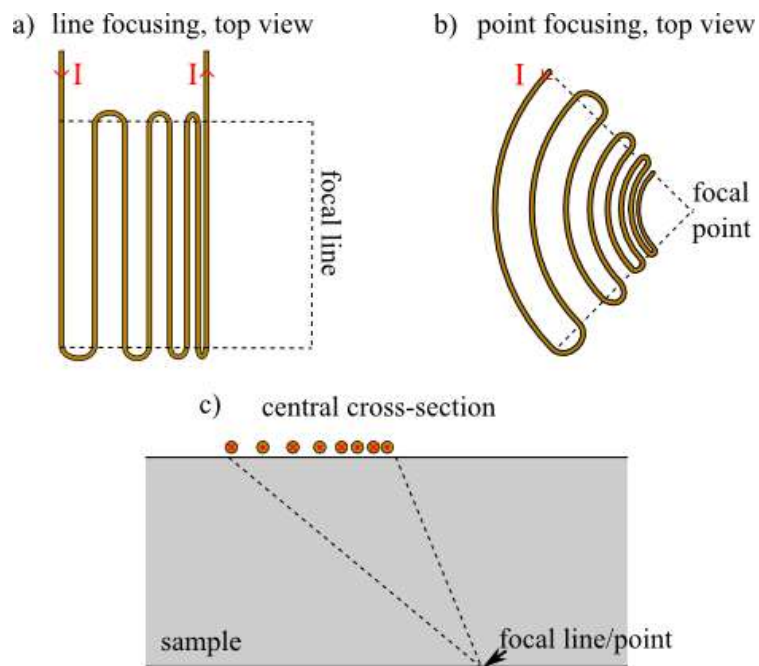 a) line focusing, top view
I I
focal line
b) point focusing, top view
I
focal
point
c) central cross-section
sample
focal line/point